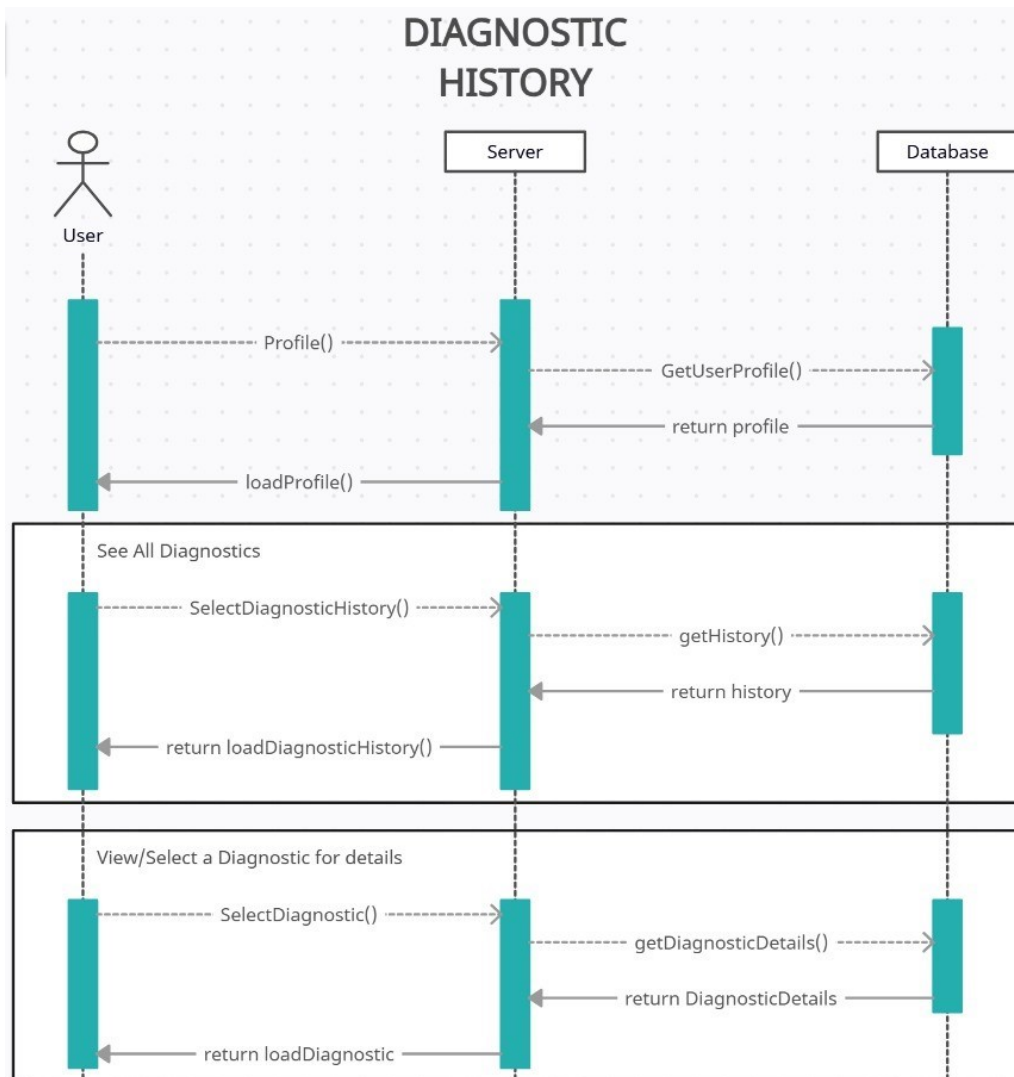 DIAGNOSTIC
HISTORY
Server
Database
User
Profile()
GetUserProfile()
return profile
loadProfile()
See All Diagnostics
SelectDiagnosticHistory()
getHistory()
return history
return loadDiagnosticHistory()
View/Select a Diagnostic for details
SelectDiagnostic()
getDiagnosticDetails()
return DiagnosticDetails
return loadDiagnostic